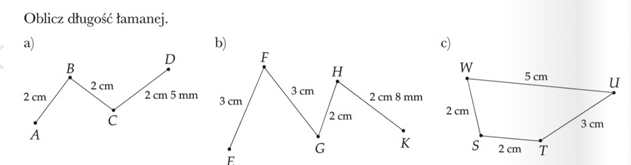 Oblicz długość łamanej.
a)
b)
c)
B
D
2 cm
2 cm
2 cm 5 mm
A
C
F
H
3 cm
3 cm
2 cm
2 cm 8 mm
E
G
K
W
5 cm
U
2 cm
3 cm
S
2 cm
T